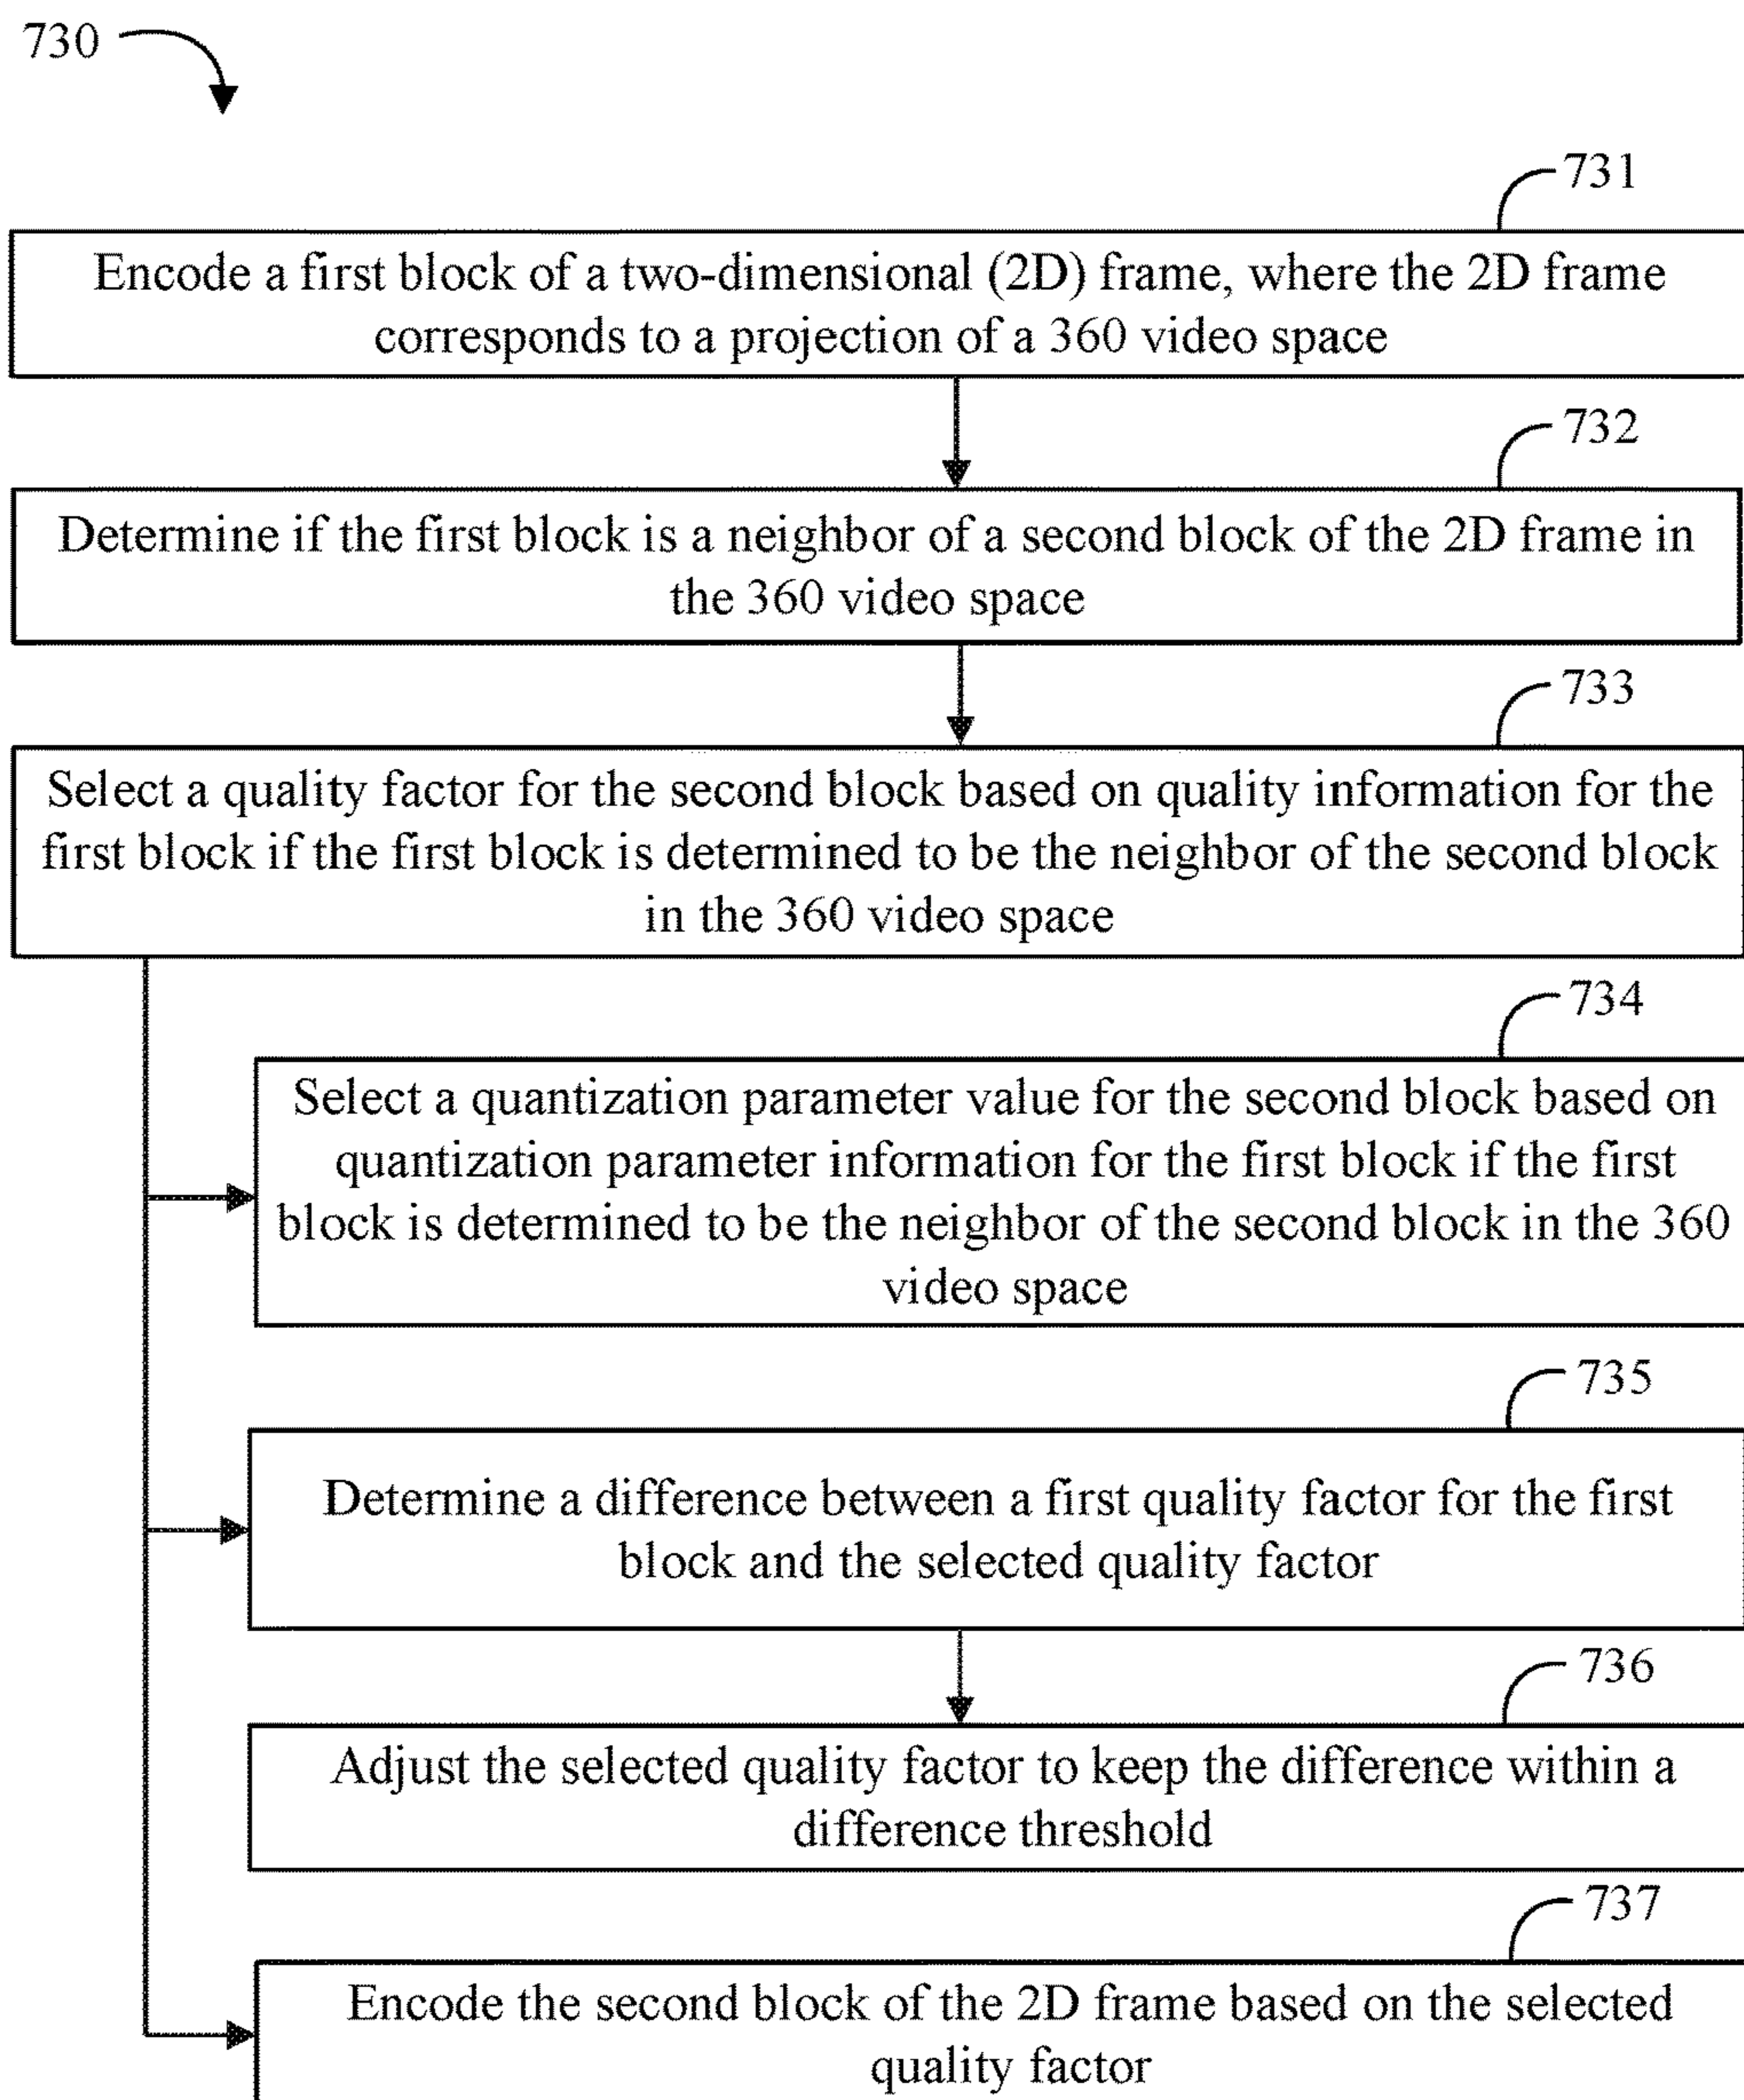 730
731
Encode a first block of a two-dimensional (2D) frame, where the 2D frame
corresponds to a projection of a 360 video space
732
Determine if the first block is a neighbor of a second block of the 2D frame in
the 360 video space
733
Select a quality factor for the second block based on quality information for the
first block if the first block is determined to be the neighbor of the second block
in the 360 video space
734
Select a quantization parameter value for the second block based on
quantization parameter information for the first block if the first
block is determined to be the neighbor of the second block in the 360
video space
735
Determine a difference between a first quality factor for the first
block and the selected quality factor
736
Adjust the selected quality factor to keep the difference within a
difference threshold
737
Encode the second block of the 2D frame based on the selected
quality factor